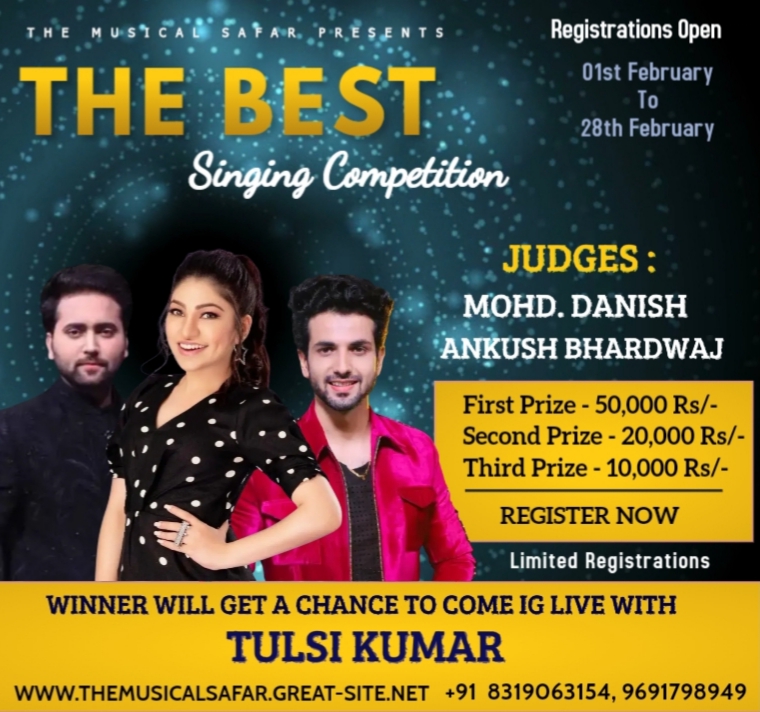 THE MUSICAL SAFAR PRESENTS
THE BEST
Singing Competition
Registrations Open
01st February
To
28th February
JUDGES :
MOHD. DANISH
ANKUSH BHARDWAJ
First Prize - 50,000 Rs/-
Second Prize - 20,000 Rs/-
Third Prize - 10,000 Rs/-
REGISTER NOW
Limited Registrations
WINNER WILL GET A CHANCE TO COME IG LIVE WITH
TULSI KUMAR
WWW.THEMUSICALSAFAR.GREAT-SITE.NET +91 8319063154, 9691798949